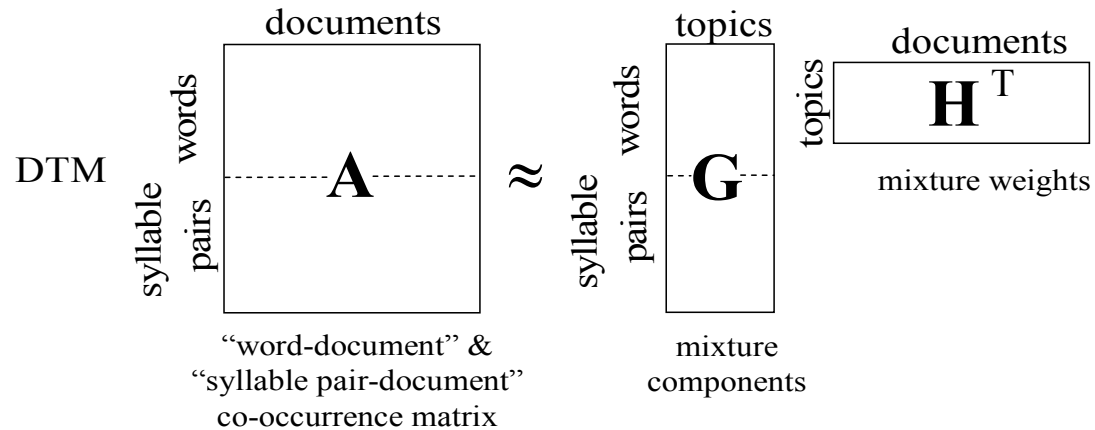 documents
topics
documents
DTM
words
syllable
pairs
A
≈
words
syllable
pairs
G
topics
H T
mixture weights
“word-document” &
“syllable pair-document”
co-occurrence matrix
mixture
components